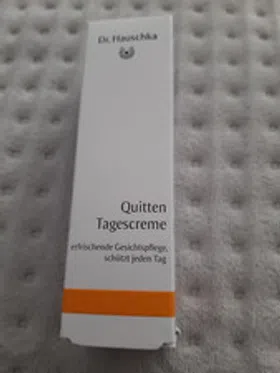 Dr. Hauschka
Quitten
Tagescreme
erfrischende Gesichtspflege,
schützt jeden Tag